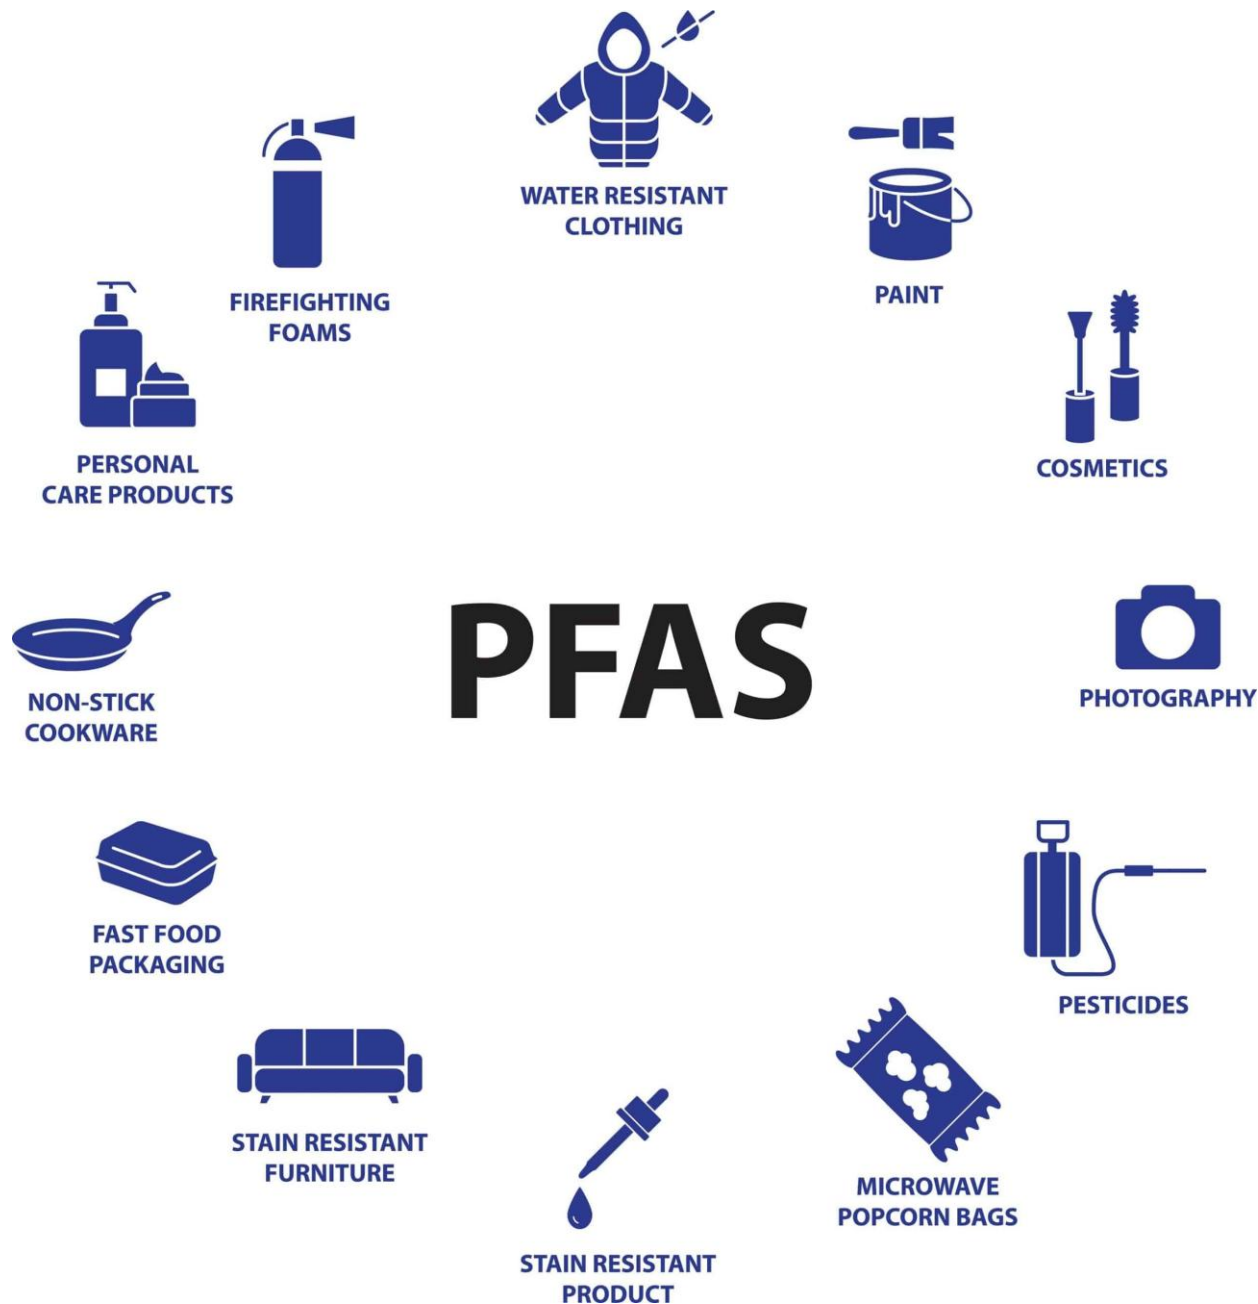 WATER RESISTANT
CLOTHING
PAINT
FIREFIGHTING
FOAMS
COSMETICS
PERSONAL
CARE PRODUCTS
PFAS
NON-STICK
COOKWARE
PHOTOGRAPHY
FAST FOOD
PACKAGING
PESTICIDES
STAIN RESISTANT
FURNITURE
MICROWAVE
POPCORN BAGS
STAIN RESISTANT
PRODUCT